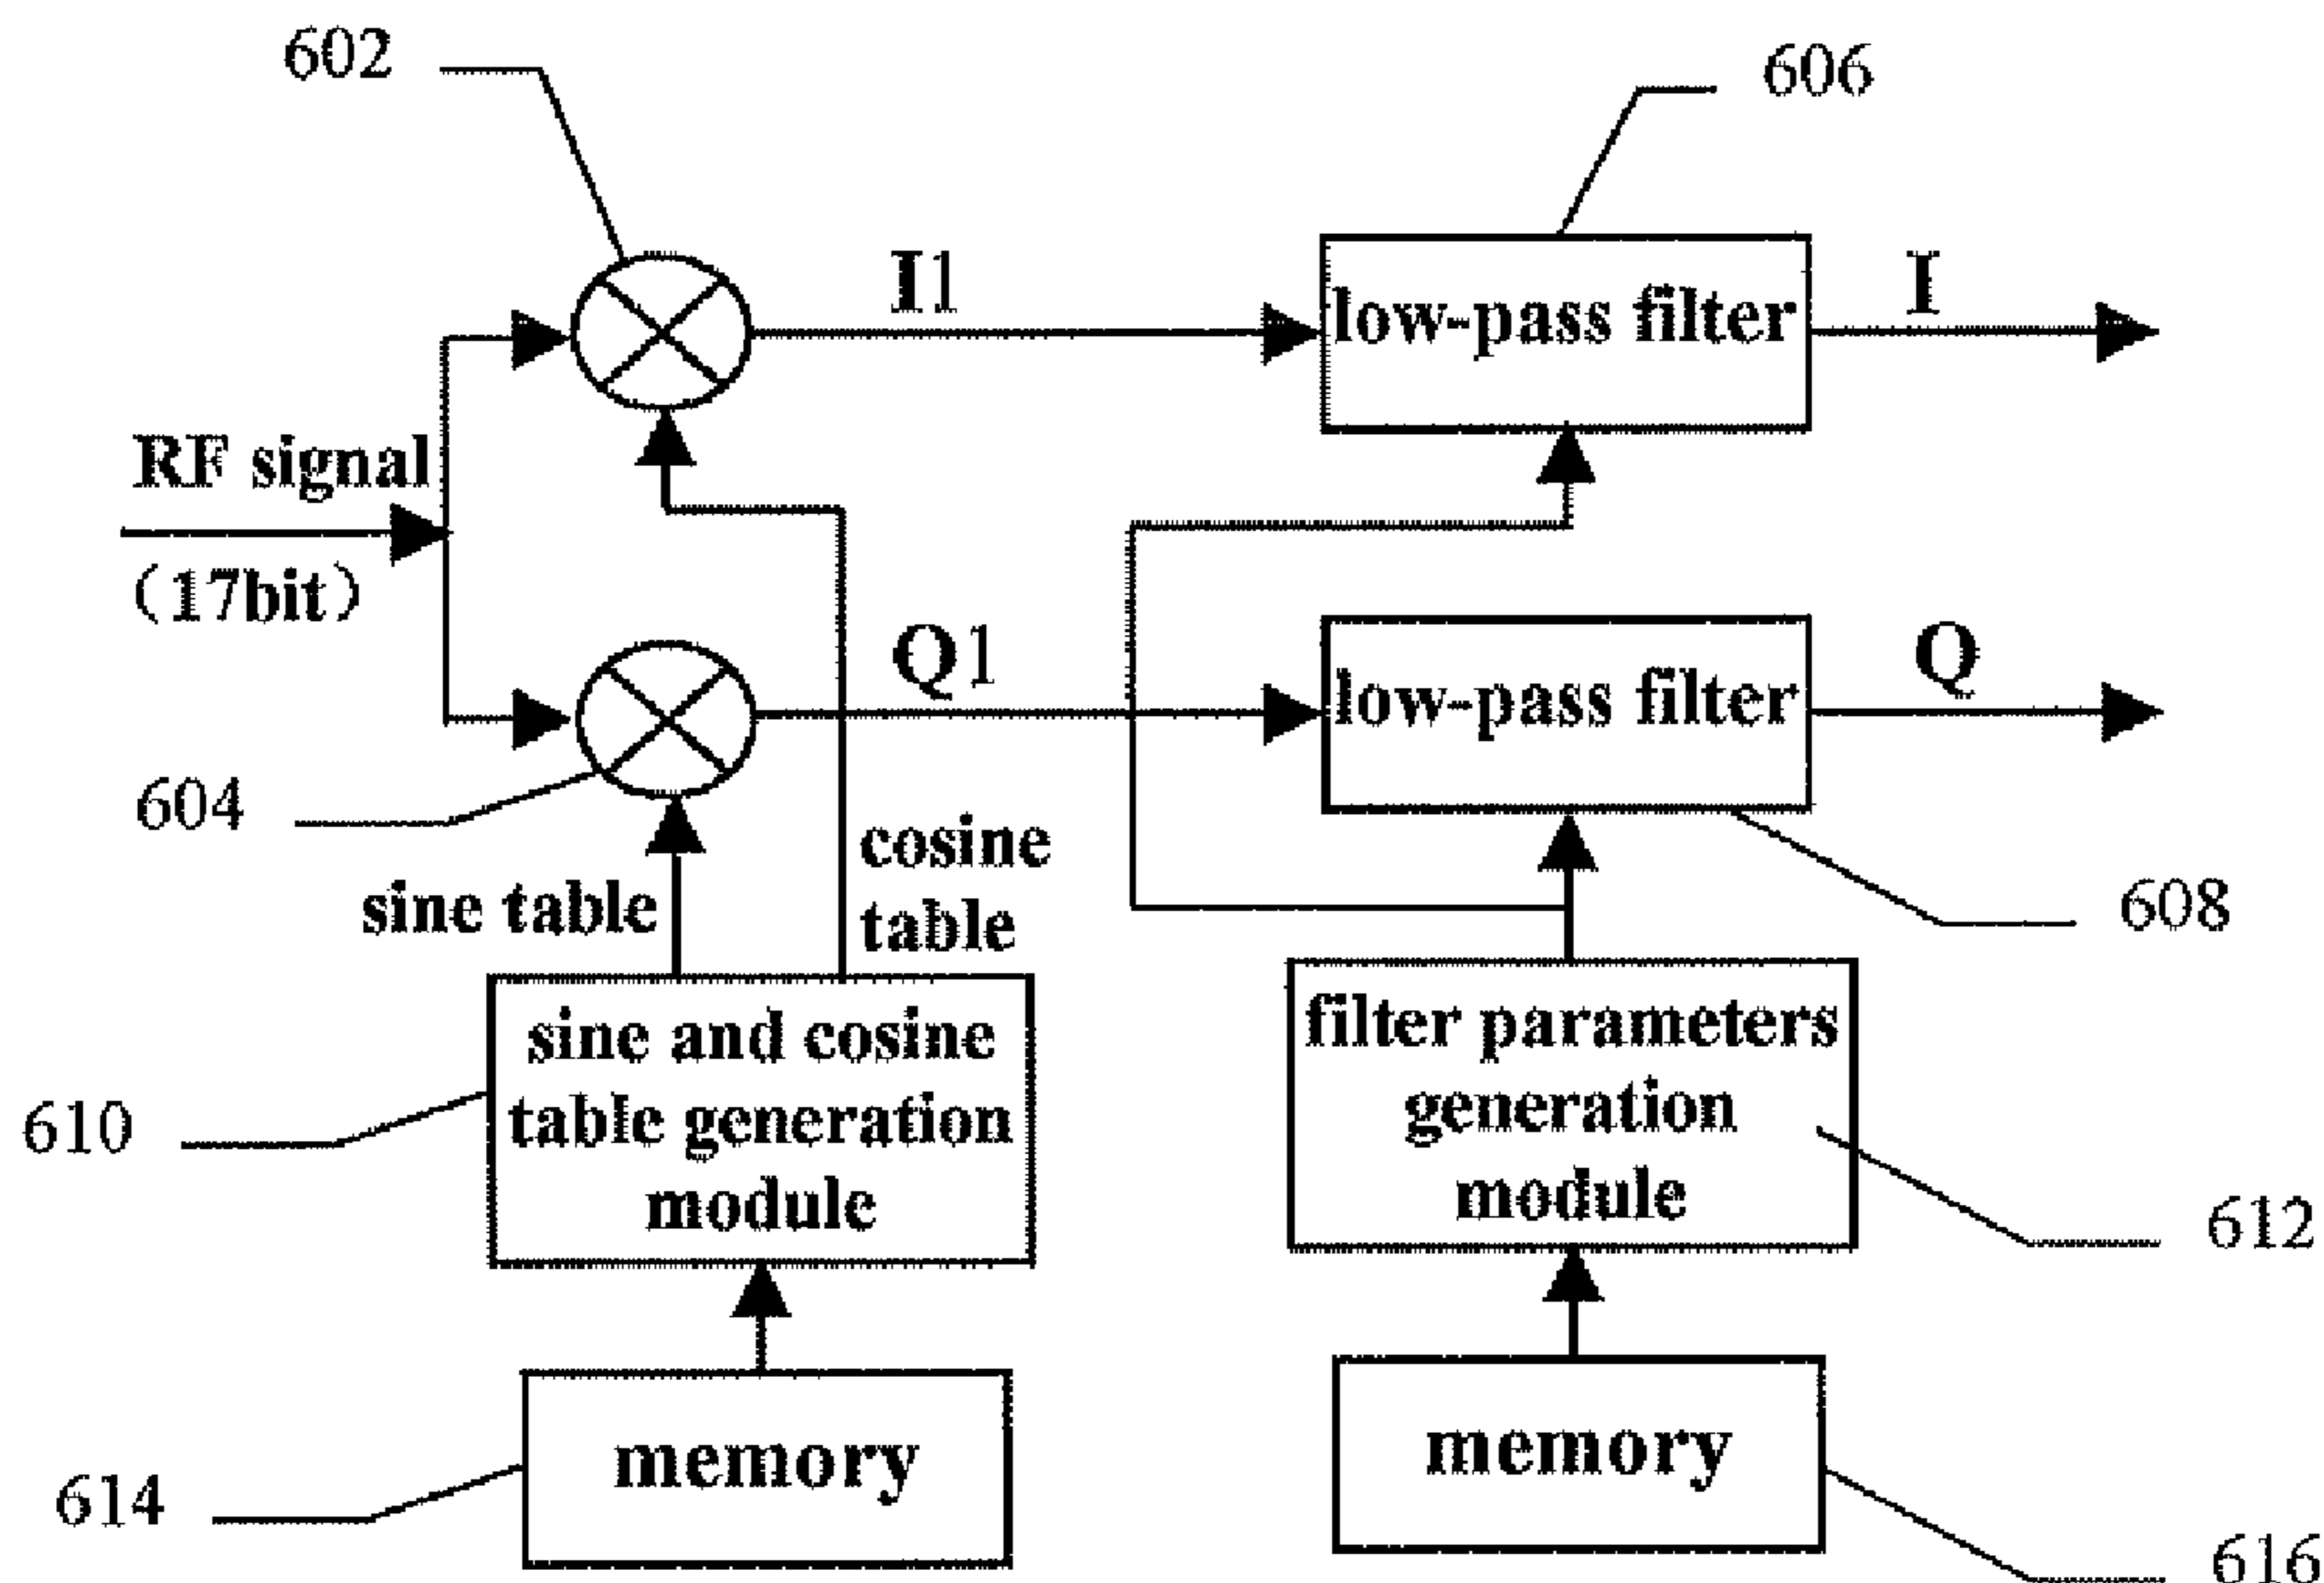 602
606
I1
I
low-pass filter
RF signal
(17bit)
Q1
Q
low-pass filter
604
cosine
table
sine table
608
sine and cosine
table generation
module
filter parameters
generation
module
610
612
memory
memory
614
616